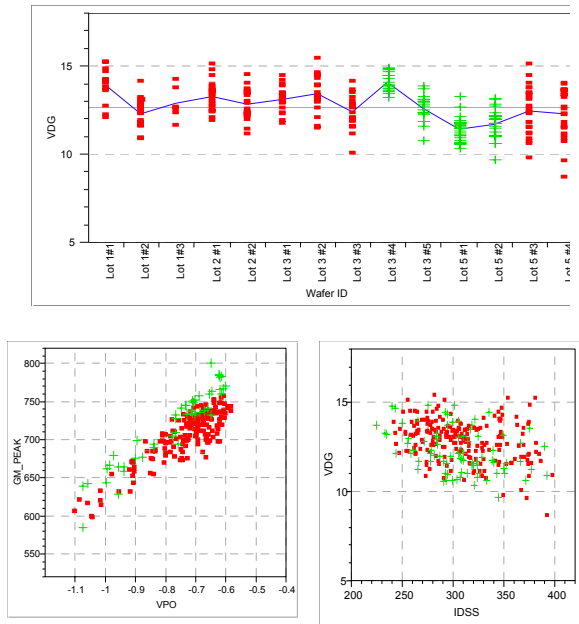 15
10
5
VDG
Lot 1#1
Lot 1#2
Lot 1#3
Lot 2 #1
Lot 2 #2
Lot 3 #1
Lot 3 #2
Lot 3 #3
Lot 3 #4
Lot 3 #5
Lot 5 #1
Lot 5 #2
Lot 5 #3
Lot 5 #4
Wafer ID
800
750
700
650
600
550
GM_PEAK
-1.1 -1 -0.9 -0.8 -0.7 -0.6 -0.5 -0.4
VPO
15
10
5
VDG
200 250 300 350 400
IDSS